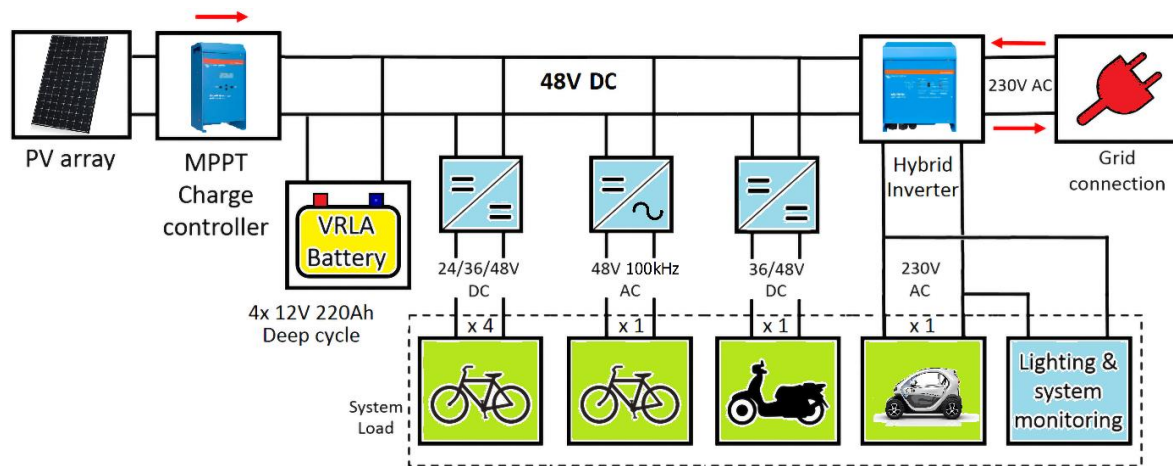 48V DC
230V AC
PV array
MPPT
Charge
controller
Hybrid
Inverter
Grid
connection
VRLA
Battery
4x 12V 220Ah
Deep cycle
24/36/48V
DC
48V 100kHz
AC
36/48V
DC
230V
AC
x 4
x 1
x 1
x 1
System
Load
Lighting &
system
monitoring